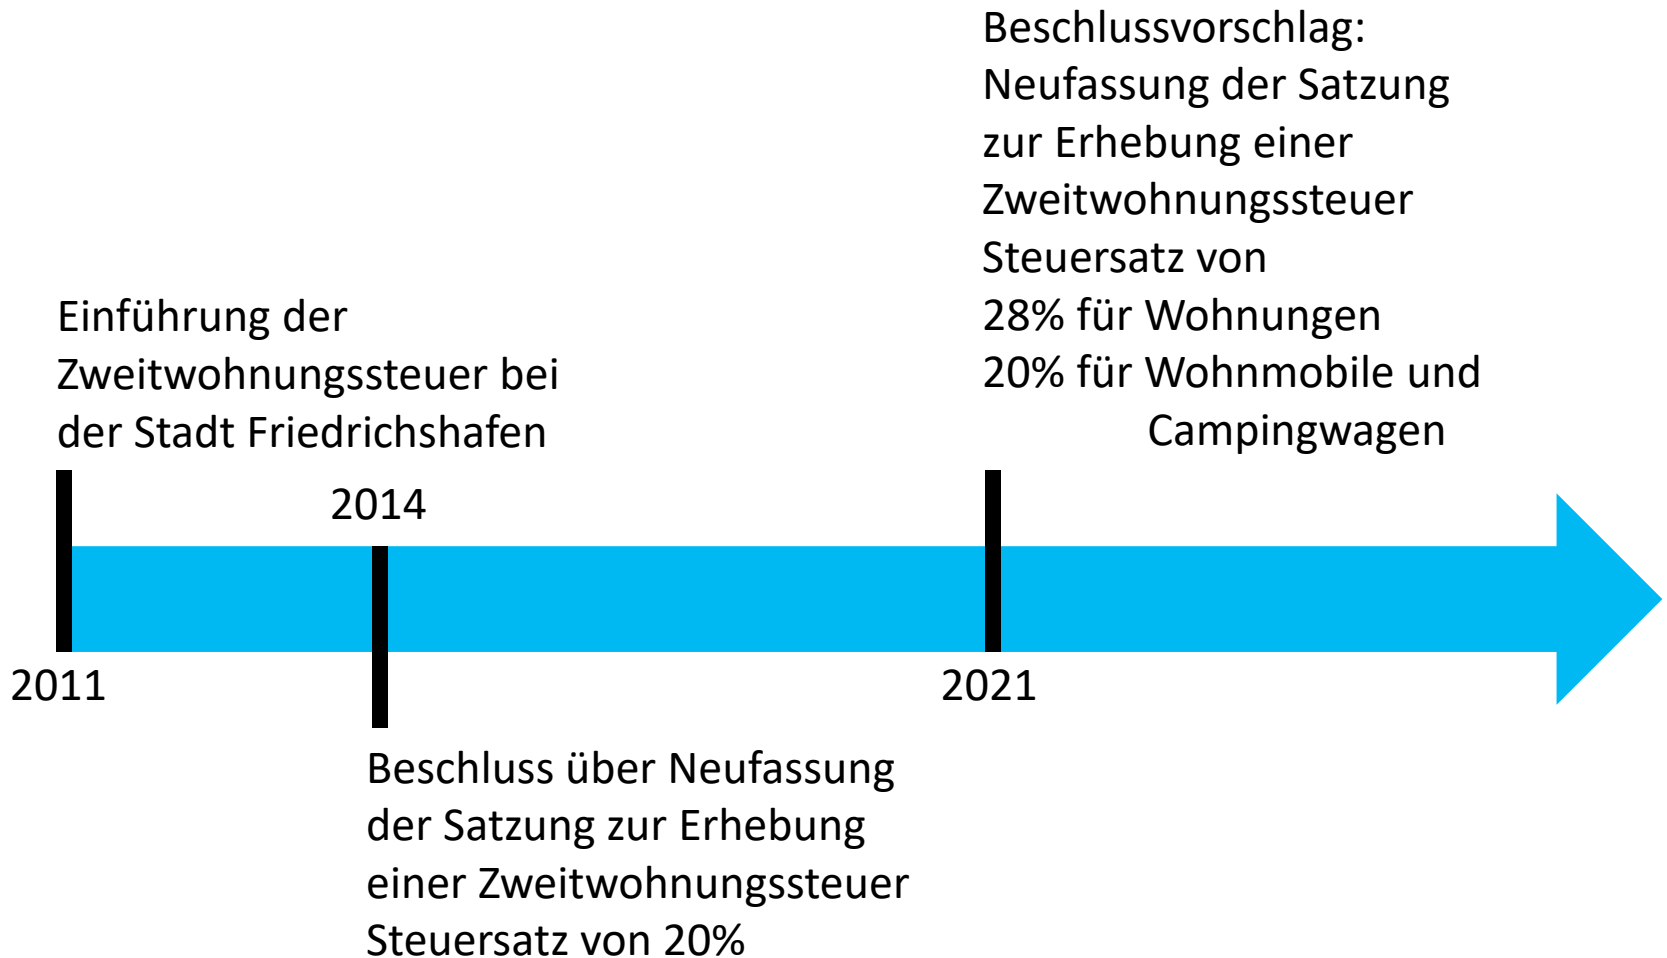 Beschlussvorschlag:
Neufassung der Satzung
zur Erhebung einer
Zweitwohnungssteuer
Steuersatz von
28% für Wohnungen
20% für Wohnmobile und
Campingwagen
Einführung der
Zweitwohnungssteuer bei
der Stadt Friedrichshafen
2014
2011
2021
Beschluss über Neufassung
der Satzung zur Erhebung
einer Zweitwohnungssteuer
Steuersatz von 20%